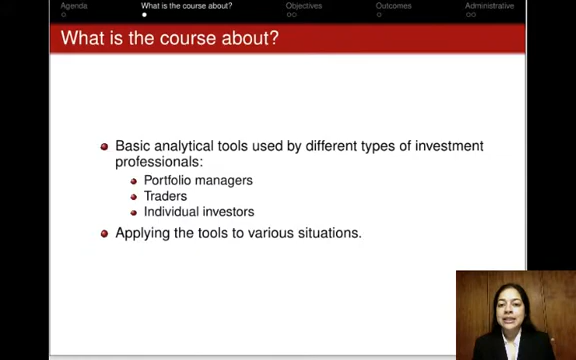 Agenda What is the course about? Objectives Outcomes Administrative
What is the course about?
Basic analytical tools used by different types of investment
professionals:
Portfolio managers
Traders
Individual investors
Applying the tools to various situations.